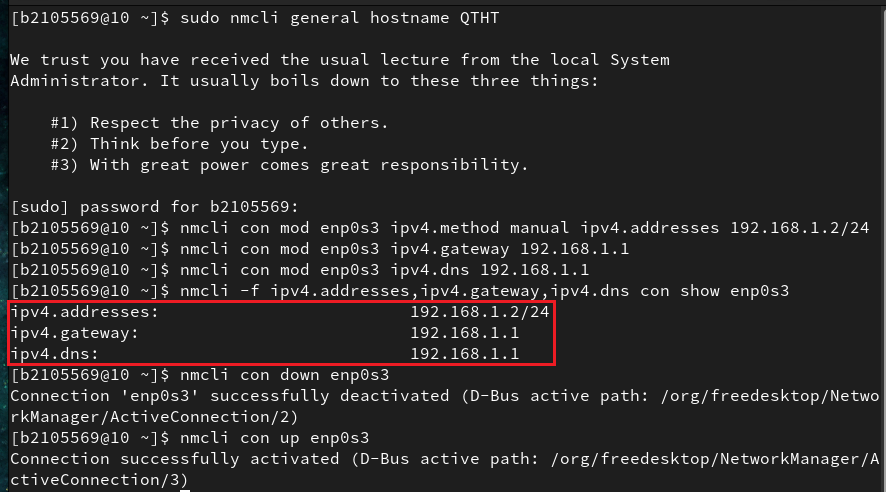 [b2105569@10 ~]$ sudo nmcli general hostname QTHT
We trust you have received the usual lecture from the local System
Administrator. It usually boils down to these three things:
#1) Respect the privacy of others.
#2) Think before you type.
#3) With great power comes great responsibility.
[sudo] password for b2105569:
[b2105569@10 ~]$ nmcli con mod enp0s3 ipv4.method manual ipv4.addresses 192.168.1.2/24
[b2105569@10 ~]$ nmcli con mod enp0s3 ipv4.gateway 192.168.1.1
[b2105569@10 ~]$ nmcli con mod enp0s3 ipv4.dns 192.168.1.1
[b2105569@10 ~]$ nmcli -f ipv4.addresses,ipv4.gateway,ipv4.dns con show enp0s3
ipv4.addresses: 192.168.1.2/24
ipv4.gateway: 192.168.1.1
ipv4.dns: 192.168.1.1
[b2105569@10 ~]$ nmcli con down enp0s3
Connection 'enp0s3' successfully deactivated (D-Bus active path: /org/freedesktop/Netwo
rkManager/ActiveConnection/2)
[b2105569@10 ~]$ nmcli con up enp0s3
Connection successfully activated (D-Bus active path: /org/freedesktop/NetworkManager/A
ctiveConnection/3)